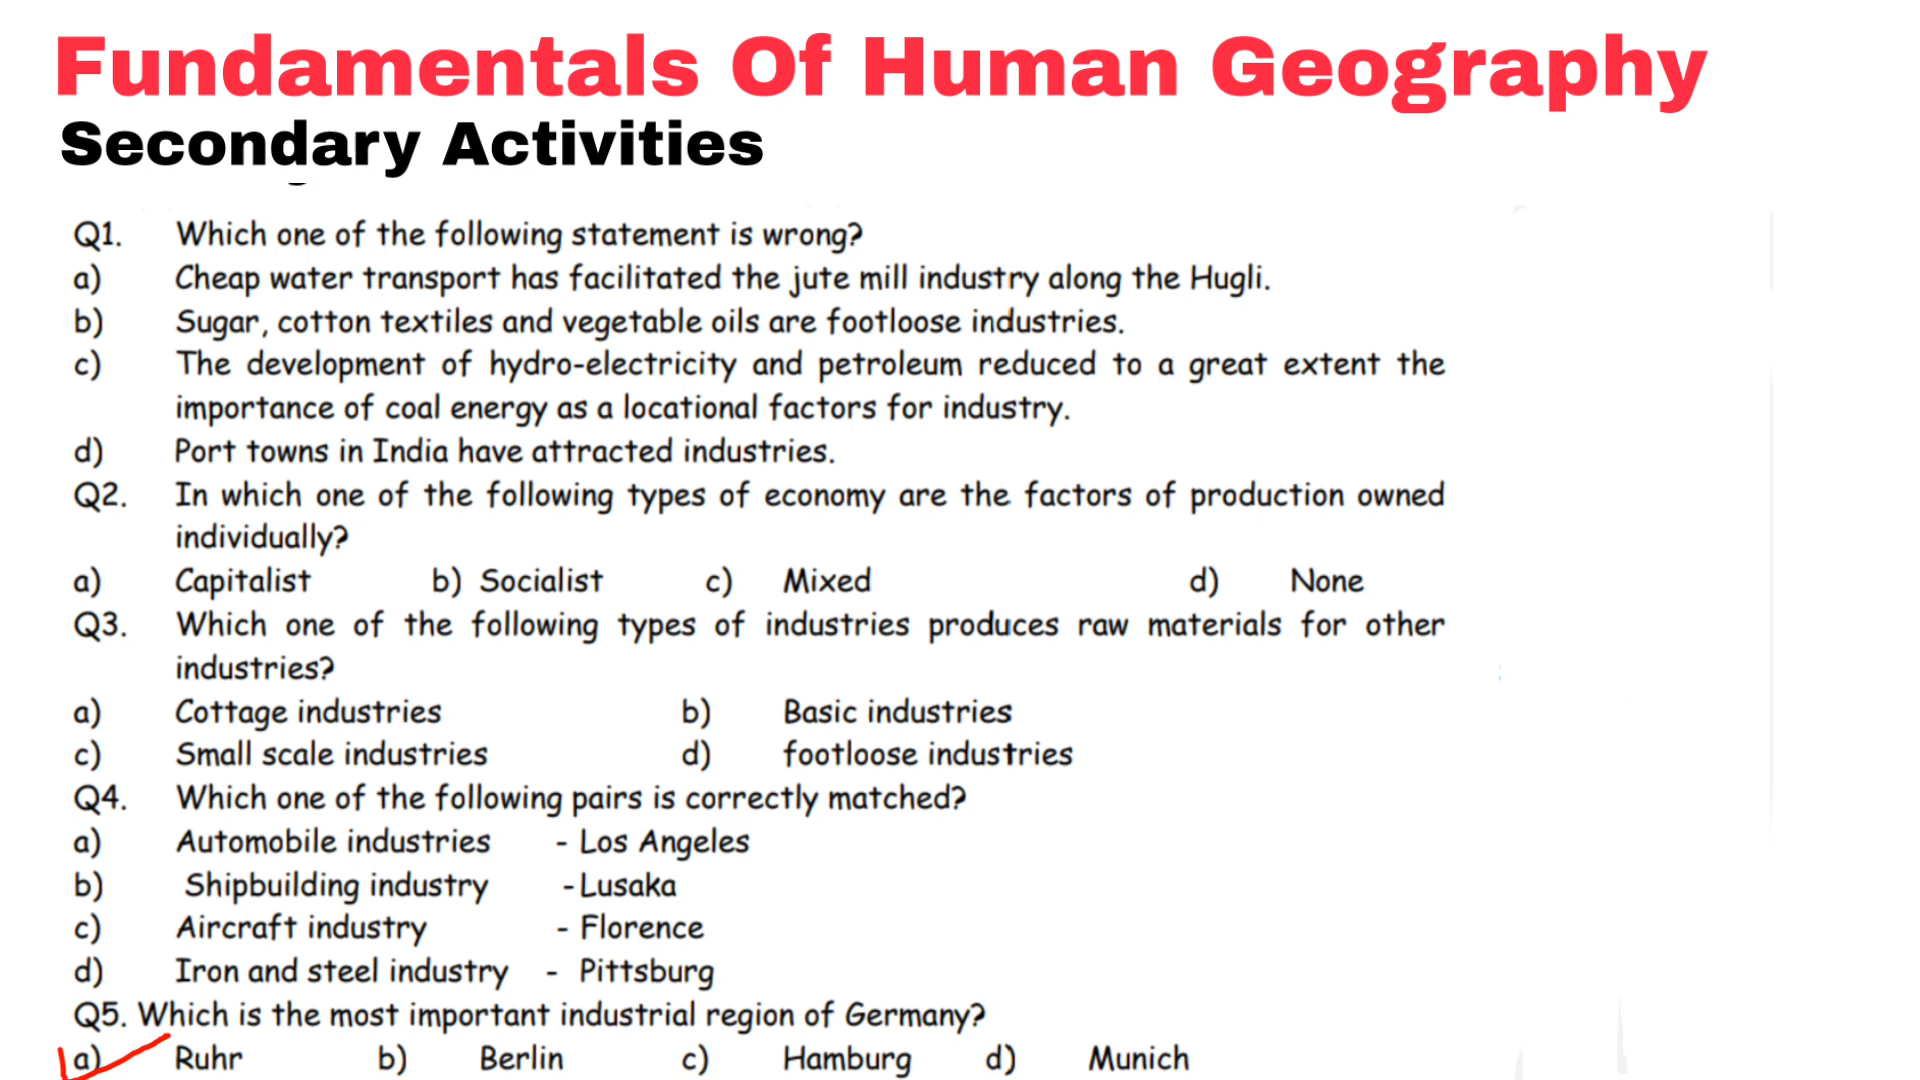 Fundamentals Of Human Geography
Secondary Activities
Q1. Which one of the following statement is wrong?
a) Cheap water transport has facilitated the jute mill industry along the Hugli.
b) Sugar, cotton textiles and vegetable oils are footloose industries.
c) The development of hydro-electricity and petroleum reduced to a great extent the
importance of coal energy as a locational factors for industry.
d) Port towns in India have attracted industries.
Q2. In which one of the following types of economy are the factors of production owned
individually?
a) Capitalist b) Socialist c) Mixed d) None
Q3. Which one of the following types of industries produces raw materials for other
industries?
a) Cottage industries b) Basic industries
c) Small scale industries d) footloose industries
Q4. Which one of the following pairs is correctly matched?
a) Automobile industries - Los Angeles
b) Shipbuilding industry - Lusaka
c) Aircraft industry - Florence
d) Iron and steel industry - Pittsburg
Q5. Which is the most important industrial region of Germany?
a) Ruhr b) Berlin c) Hamburg d) Munich